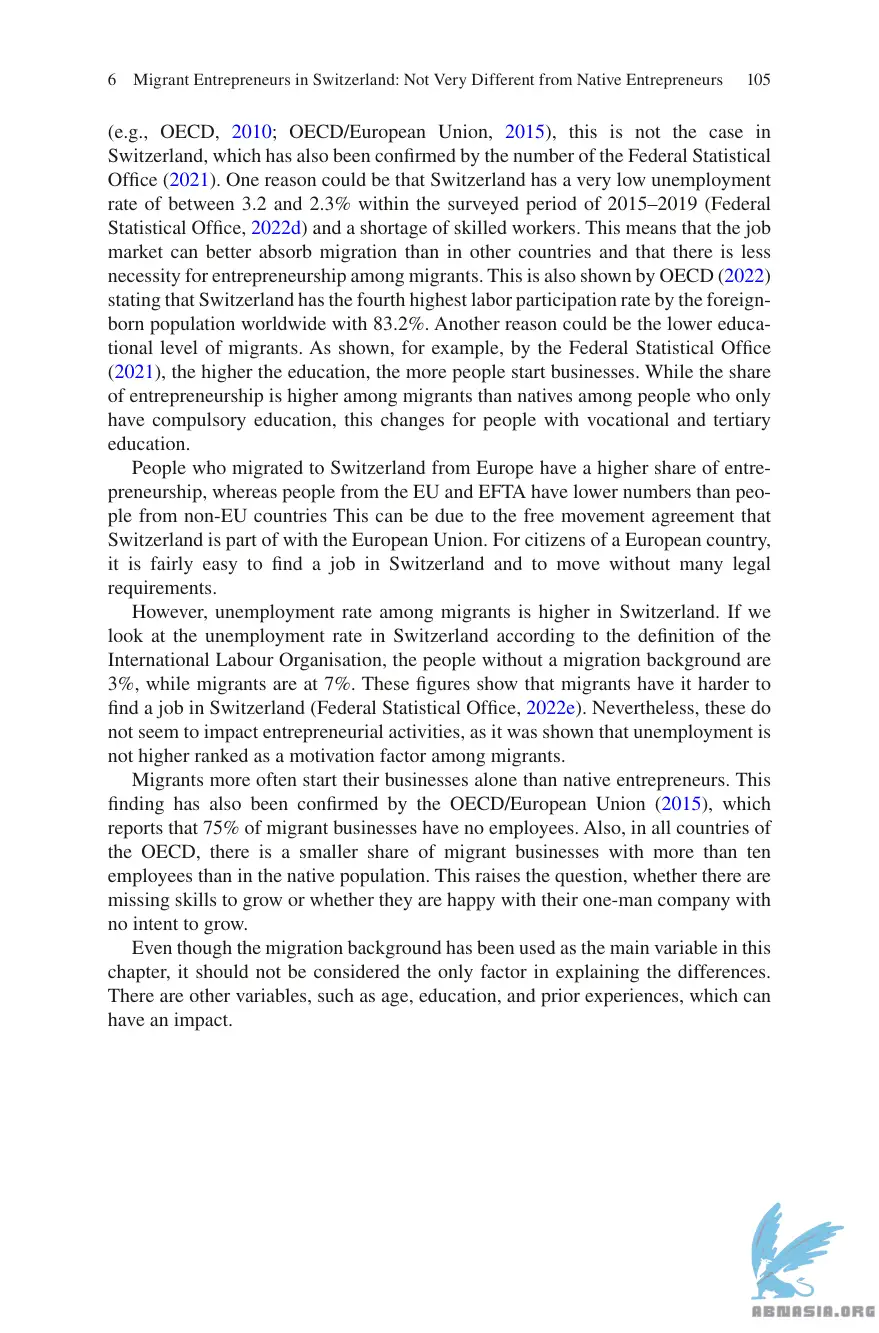 6 Migrant Entrepreneurs in Switzerland: Not Very Different from Native Entrepreneurs 105
(e.g., OECD, 2010; OECD/European Union, 2015), this is not the case in
Switzerland, which has also been confirmed by the number of the Federal Statistical
Office (2021). One reason could be that Switzerland has a very low unemployment
rate of between 3.2 and 2.3% within the surveyed period of 2015–2019 (Federal
Statistical Office, 2022d) and a shortage of skilled workers. This means that the job
market can better absorb migration than in other countries and that there is less
necessity for entrepreneurship among migrants. This is also shown by OECD (2022)
stating that Switzerland has the fourth highest labor participation rate by the foreign-
born population worldwide with 83.2%. Another reason could be the lower educa-
tional level of migrants. As shown, for example, by the Federal Statistical Office
(2021), the higher the education, the more people start businesses. While the share
of entrepreneurship is higher among migrants than natives among people who only
have compulsory education, this changes for people with vocational and tertiary
education.
People who migrated to Switzerland from Europe have a higher share of entre-
preneurship, whereas people from the EU and EFTA have lower numbers than peo-
ple from non-EU countries This can be due to the free movement agreement that
Switzerland is part of with the European Union. For citizens of a European country,
it is fairly easy to find a job in Switzerland and to move without many legal
requirements.
However, unemployment rate among migrants is higher in Switzerland. If we
look at the unemployment rate in Switzerland according to the definition of the
International Labour Organisation, the people without a migration background are
3%, while migrants are at 7%. These figures show that migrants have it harder to
find a job in Switzerland (Federal Statistical Office, 2022e). Nevertheless, these do
not seem to impact entrepreneurial activities, as it was shown that unemployment is
not higher ranked as a motivation factor among migrants.
Migrants more often start their businesses alone than native entrepreneurs. This
finding has also been confirmed by the OECD/European Union (2015), which
reports that 75% of migrant businesses have no employees. Also, in all countries of
the OECD, there is a smaller share of migrant businesses with more than ten
employees than in the native population. This raises the question, whether there are
missing skills to grow or whether they are happy with their one-man company with
no intent to grow.
Even though the migration background has been used as the main variable in this
chapter, it should not be considered the only factor in explaining the differences.
There are other variables, such as age, education, and prior experiences, which can
have an impact.
ABNASIA.ORG